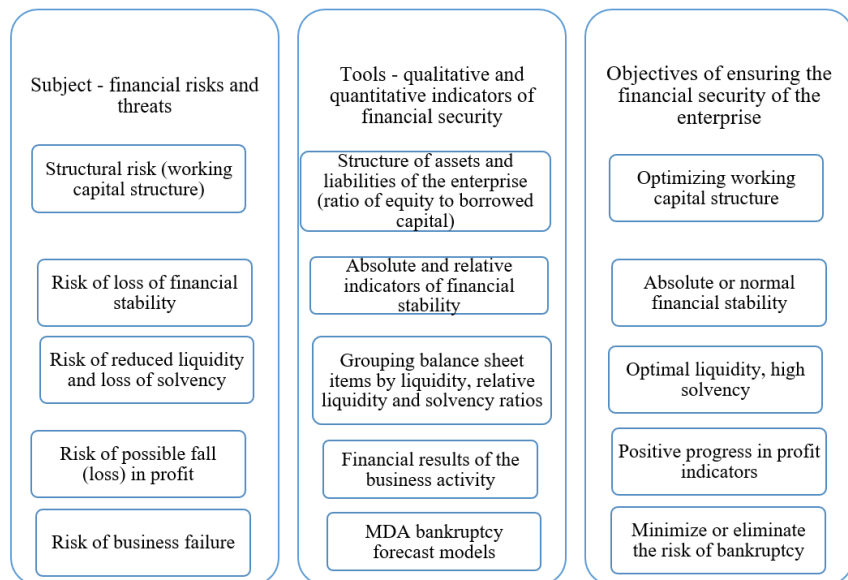 Subject - financial risks and
threats
Structural risk (working
capital structure)
Risk of loss of financial
stability
Risk of reduced liquidity
and loss of solvency
Risk of possible fall
(loss) in profit
Risk of business failure
Tools - qualitative and
quantitative indicators of
financial security
Structure of assets and
liabilities of the enterprise
(ratio of equity to borrowed
capital)
Absolute and relative
indicators of financial
stability
Grouping balance sheet
items by liquidity, relative
liquidity and solvency ratios
Financial results of the
business activity
MDA bankruptcy
forecast models
Objectives of ensuring the
financial security of the
enterprise
Optimizing working
capital structure
Absolute or normal
financial stability
Optimal liquidity, high
solvency
Positive progress in profit
indicators
Minimize or eliminate
the risk of bankruptcy